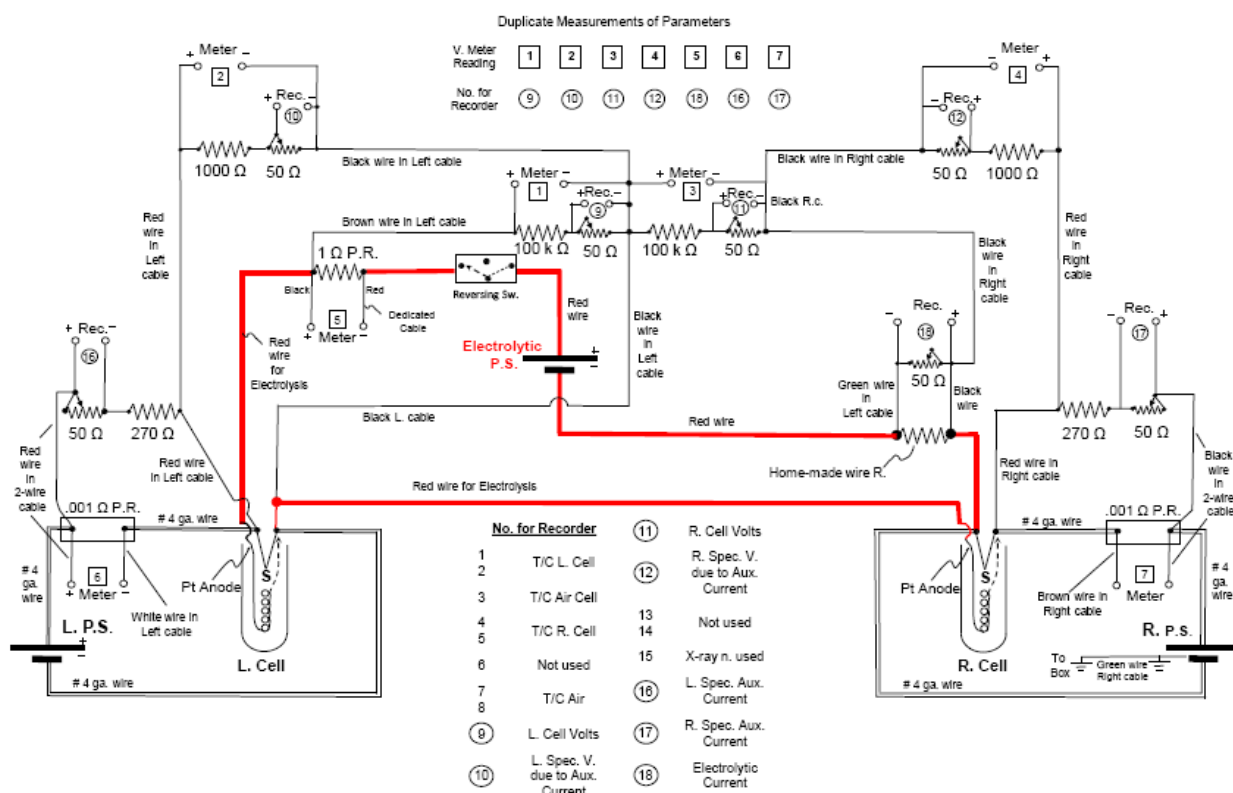 Duplicate Measurements of Parameters
V. Meter Reading 1 2 3 4 5 6 7
No. for Recorder 9 10 11 12 18 16 17
+ Meter −
2
+ Rec. −
10
1000 Ω
50 Ω
Black wire in Left cable
− Meter +
4
− Rec. +
12
50 Ω
1000 Ω
Black wire in Right cable
+ Meter −
1
+ Rec. −
9
+ Meter −
3
+ Rec. −
11
Black R.c.
Brown wire in Left cable
100 k Ω
50 Ω
100 k Ω
50 Ω
Red
wire
in
Left
cable
Red
wire
in
Right
cable
Black
wire in
Right
cable
1 Ω P.R.
Black
Red
Reversing Sw.
5
+ Meter −
Dedicated
Cable
Red
wire
Black
wire
in
Left
cable
Electrolytic
P.S.
+
−
Red
wire
for
Electrolysis
+ Rec. −
16
50 Ω
270 Ω
Rec.
− 18 +
50 Ω
Green wire
in
Left cable
Black
wire
− Rec. +
17
270 Ω
50 Ω
Black L. cable
Red wire
Home-made wire R.
Red
wire
in
2-wire
cable
Red wire
in Left cable
Red wire in
Right cable
Black
wire
in
2-wire
cable
Red wire for Electrolysis
.001 Ω P.R.
# 4 ga. wire
# 4
ga.
wire
+ 6 −
Meter
White wire in
Left cable
Pt Anode
S
L. P.S.
+
−
L. Cell
# 4 ga. wire
# 4 ga. wire
.001 Ω P.R.
# 4
ga.
wire
− 7 +
Meter
Brown wire in
Right cable
Pt Anode
S
R. P.S.
+
−
R. Cell
To
Box
Green wire
Right cable
# 4 ga. wire
No. for Recorder
1
2
T/C L. Cell
3 T/C Air Cell
4
5
T/C R. Cell
6 Not used
7
8
T/C Air
9 L. Cell Volts
10
L. Spec. V.
due to Aux.
Current
11 R. Cell Volts
12
R. Spec. V.
due to Aux.
Current
13
14
Not used
15 X-ray n. used
16
L. Spec. Aux.
Current
17
R. Spec. Aux.
Current
18
Electrolytic
Current